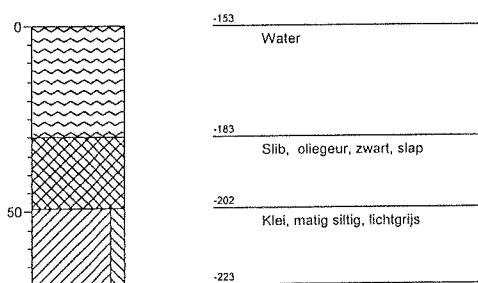 0
-153
Water
-183
Slib, oliegeur, zwart, slap
50
-202
Klei, matig siltig, lichtgrijs
-223